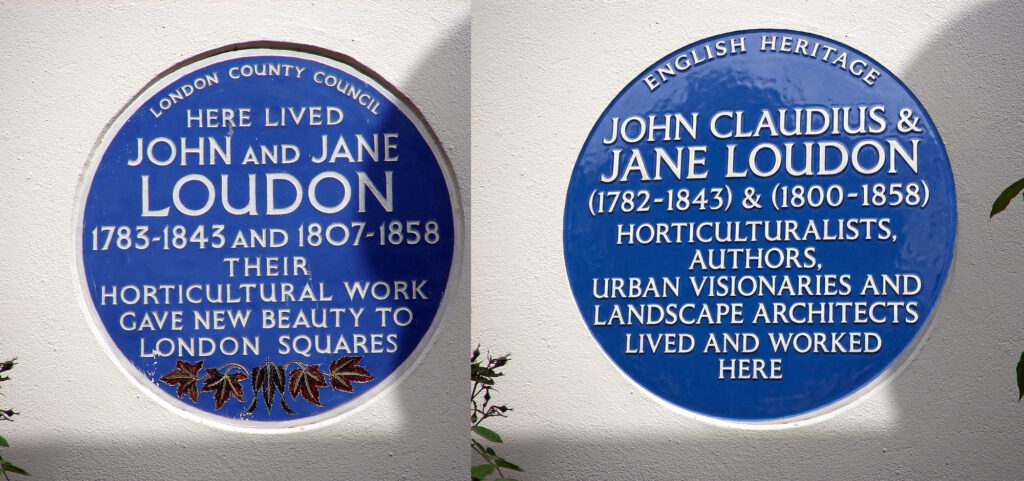 LONDON COUNTY COUNCIL
HERE LIVED
JOHN AND JANE
LOUDON
1783-1843 AND 1807-1858
THEIR
HORTICULTURAL WORK
GAVE NEW BEAUTY TO
LONDON SQUARES
ENGLISH HERITAGE
JOHN CLAUDIUS &
JANE LOUDON
(1782-1843) & (1800-1858)
HORTICULTURALISTS,
AUTHORS,
URBAN VISIONARIES AND
LANDSCAPE ARCHITECTS
LIVED AND WORKED
HERE